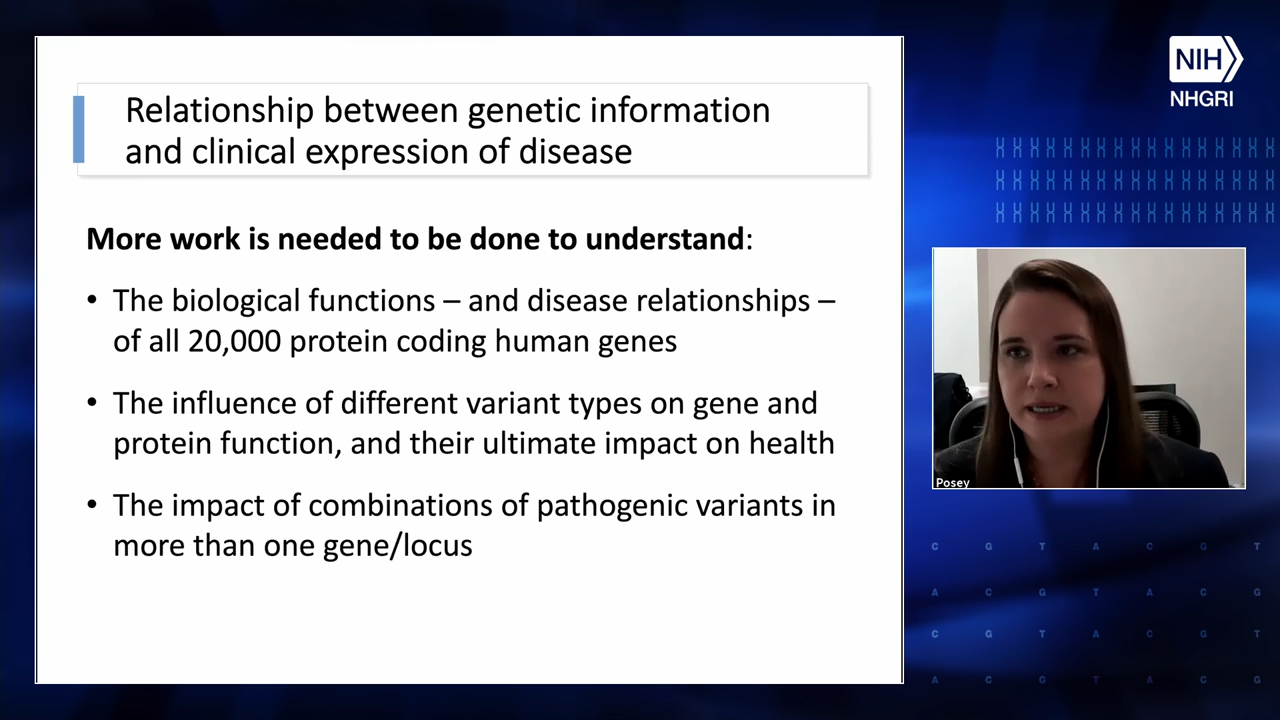 Relationship between genetic information
and clinical expression of disease
More work is needed to be done to understand:
• The biological functions – and disease relationships –
of all 20,000 protein coding human genes
• The influence of different variant types on gene and
protein function, and their ultimate impact on health
• The impact of combinations of pathogenic variants in
more than one gene/locus
NIH
NHGRI
Posey
C G T A C G T
A C G T A C G
C G T A C G T
A C G T A C G